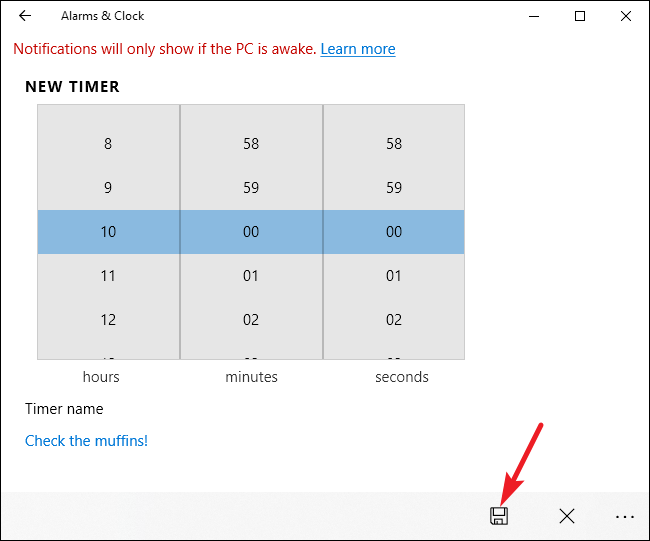 Alarms & Clock
Notifications will only show if the PC is awake. Learn more
NEW TIMER
8 58 58
9 59 59
10 00 00
11 01 01
12 02 02
hours minutes seconds
Timer name
Check the muffins!